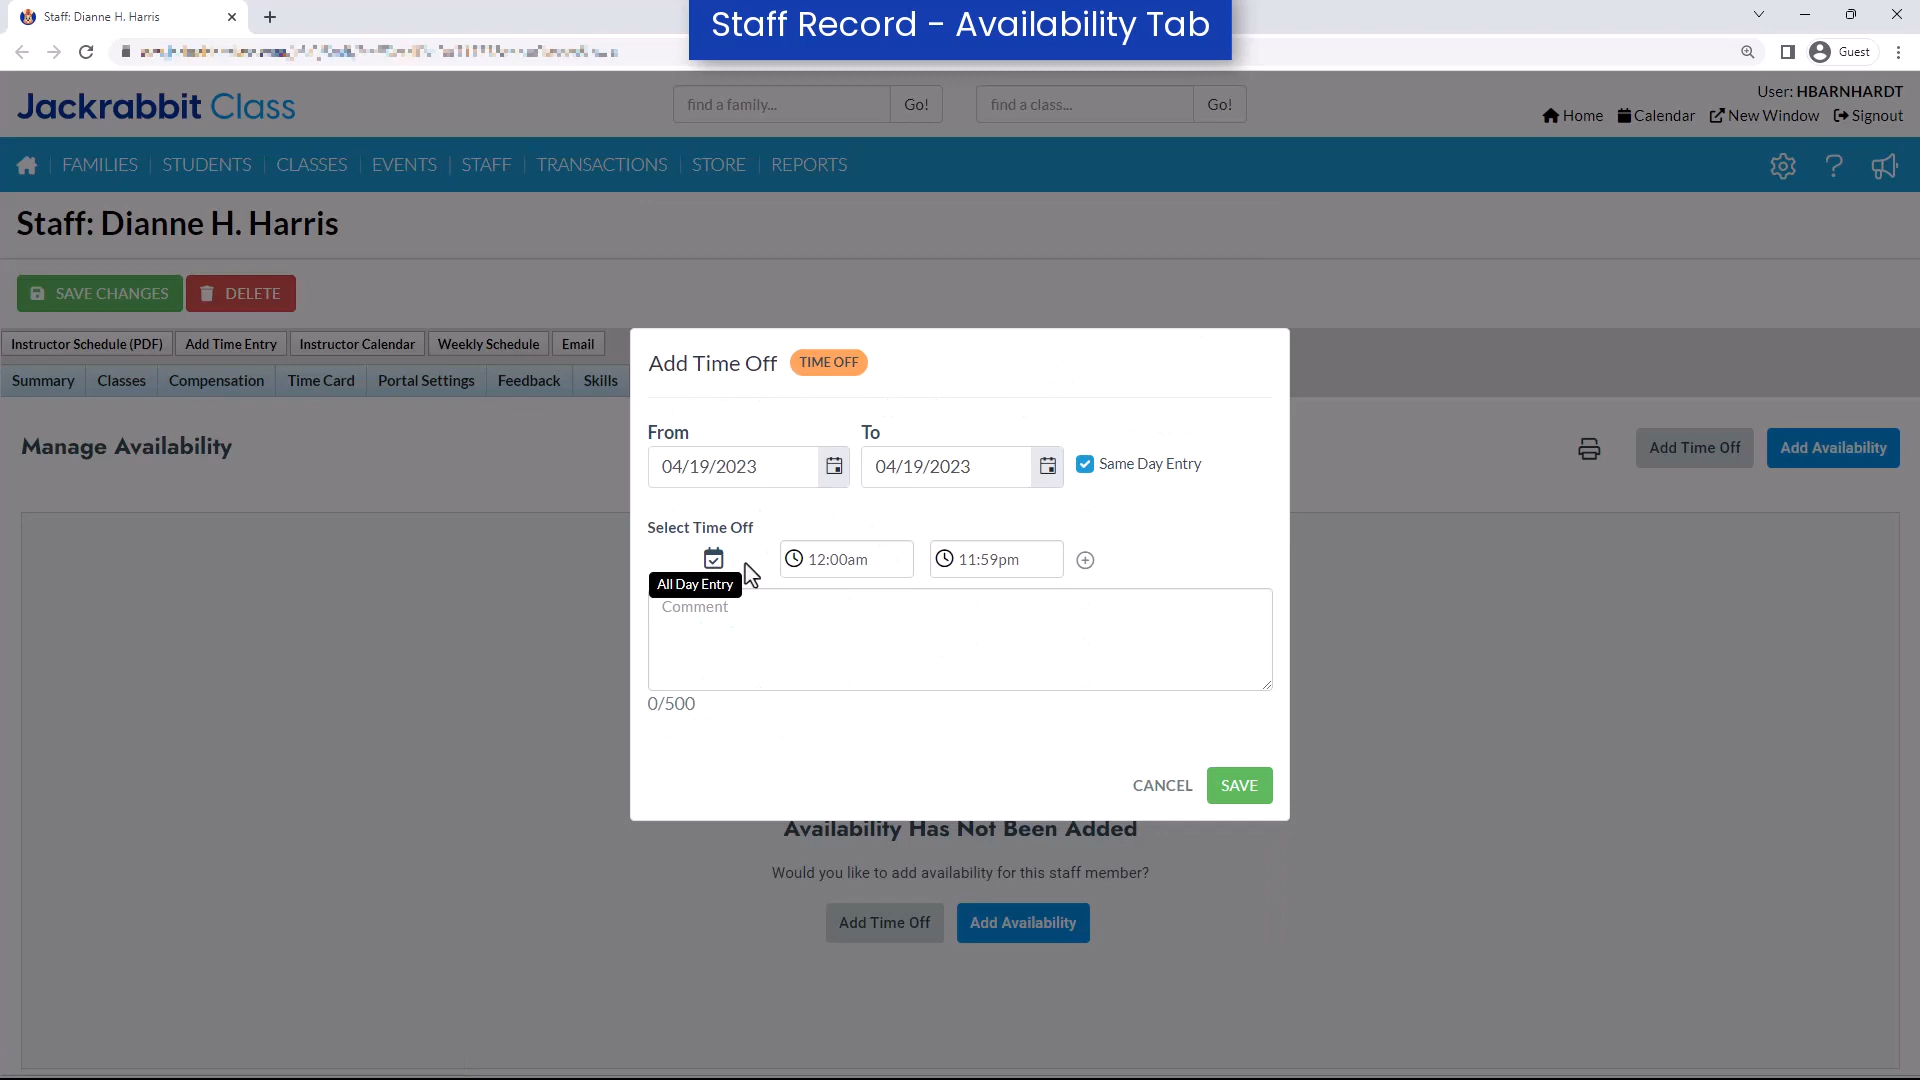 Staff: Dianne H. Harris
Staff Record - Availability Tab
Guest
Jackrabbit Class
find a family...
Go!
find a class...
Go!
User: HBARNHARDT
Home
Calendar
New Window
Signout
FAMILIES
STUDENTS
CLASSES
EVENTS
STAFF
TRANSACTIONS
STORE
REPORTS
Staff: Dianne H. Harris
SAVE CHANGES
DELETE
Instructor Schedule (PDF)
Add Time Entry
Instructor Calendar
Weekly Schedule
Email
Summary
Classes
Compensation
Time Card
Portal Settings
Feedback
Skills
Manage Availability
Add Time Off
Add Availability
Add Time Off
TIME OFF
From
To
04/19/2023
04/19/2023
Same Day Entry
Select Time Off
12:00am
11:59pm
All Day Entry
Comment
0/500
CANCEL
SAVE
Availability Has Not Been Added
Would you like to add availability for this staff member?
Add Time Off
Add Availability